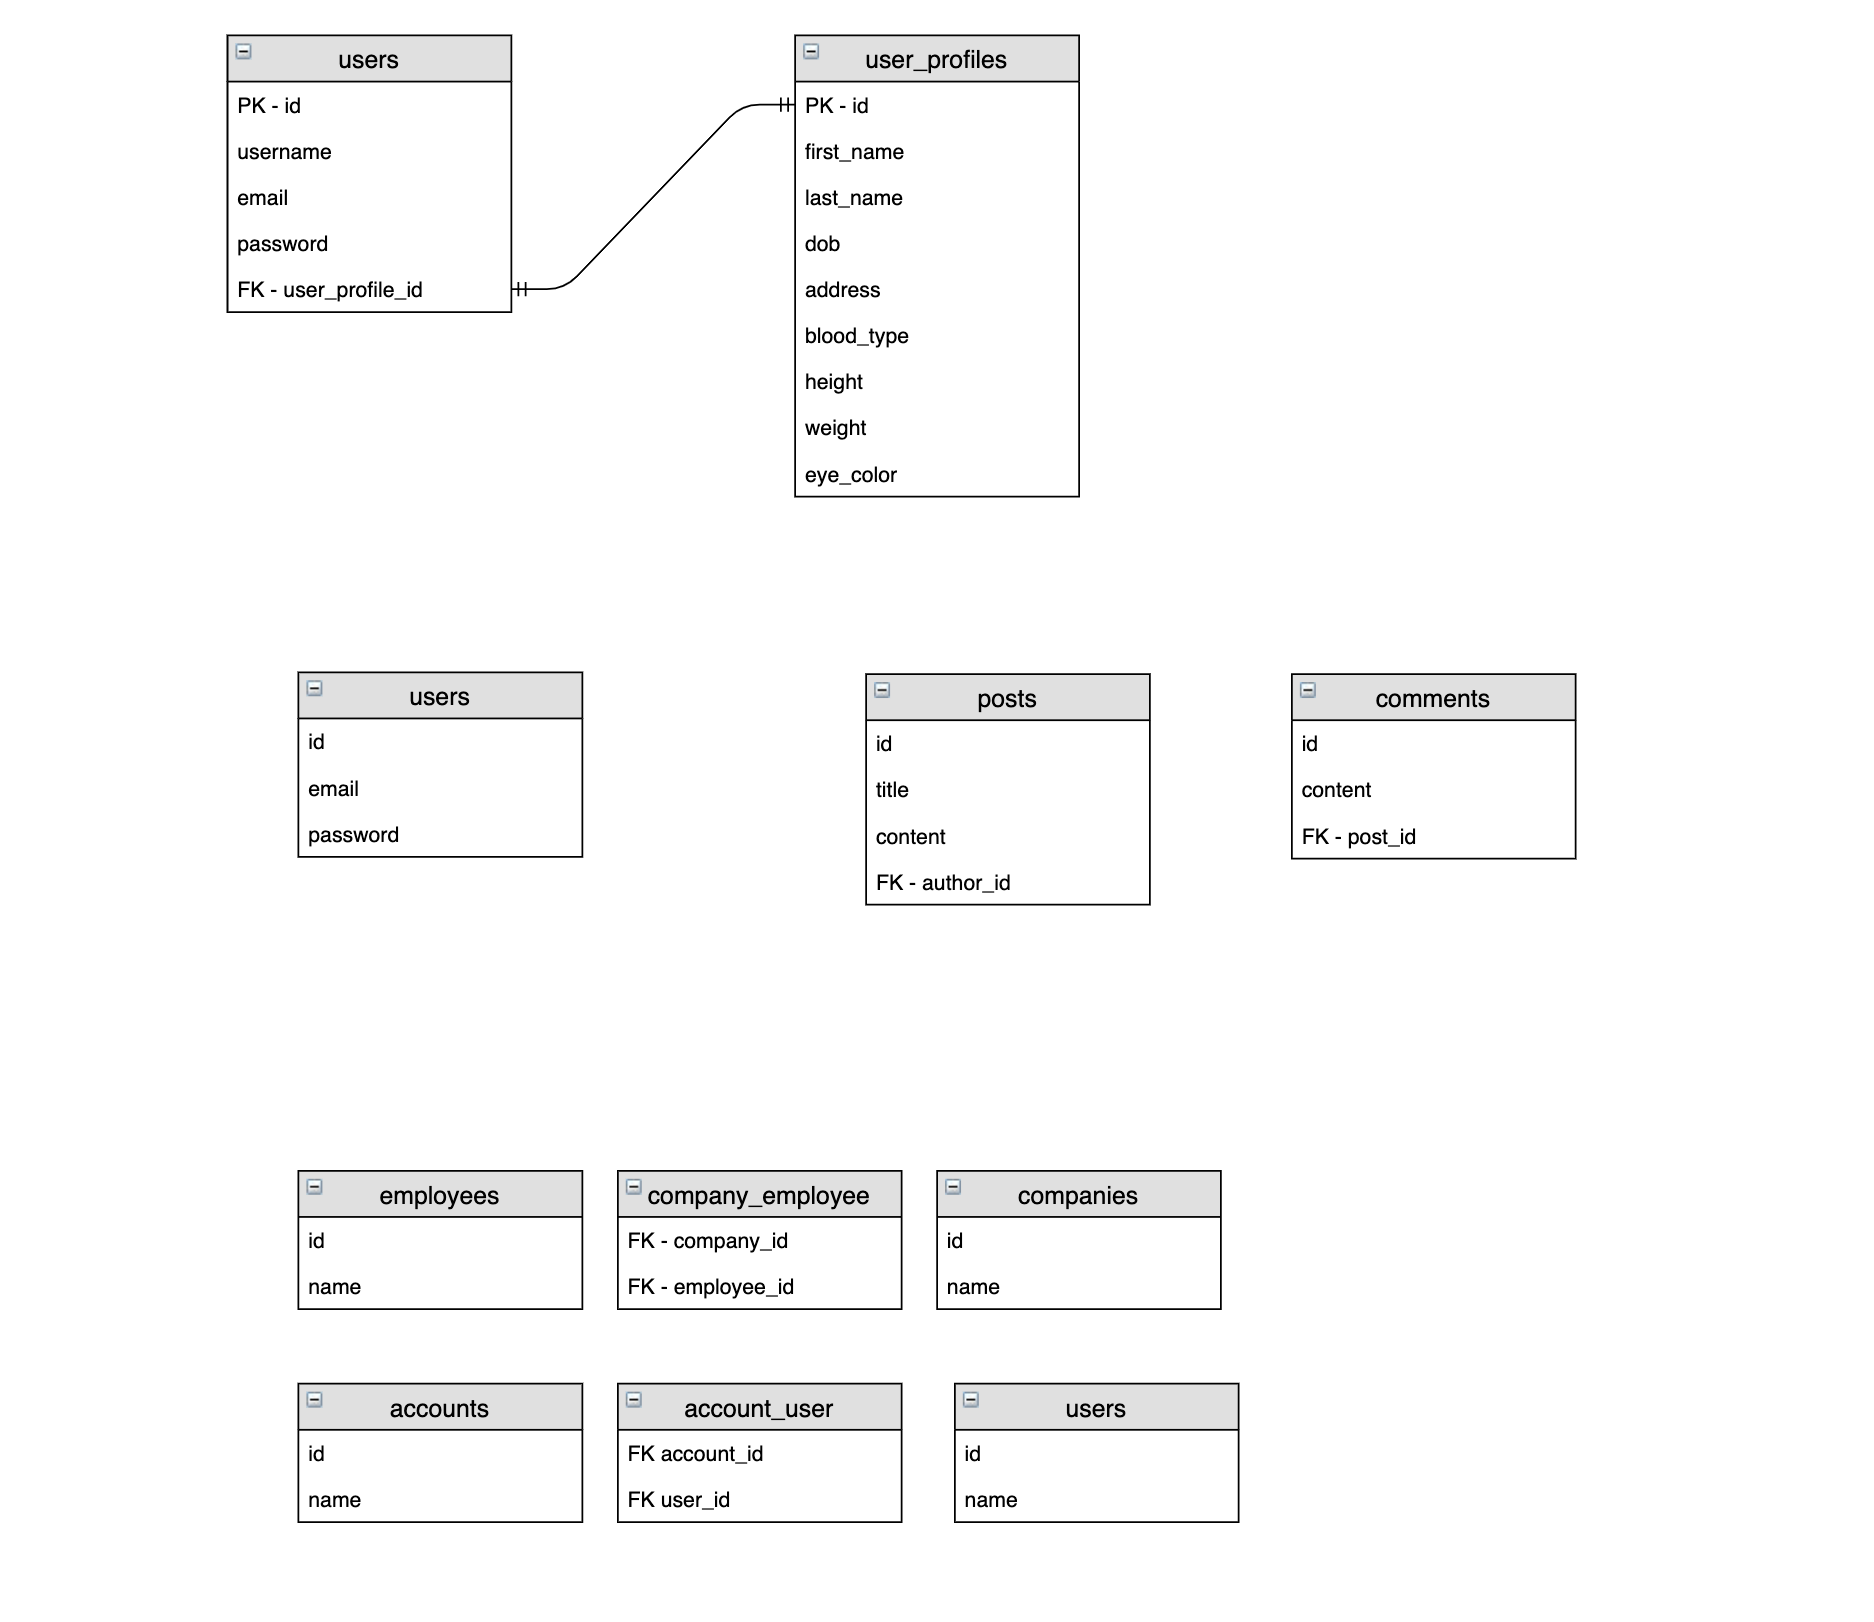 users
PK - id
username
email
password
FK - user_profile_id
user_profiles
PK - id
first_name
last_name
dob
address
blood_type
height
weight
eye_color
users
id
email
password
posts
id
title
content
FK - author_id
comments
id
content
FK - post_id
employees
id
name
company_employee
FK - company_id
FK - employee_id
companies
id
name
accounts
id
name
account_user
FK account_id
FK user_id
users
id
name